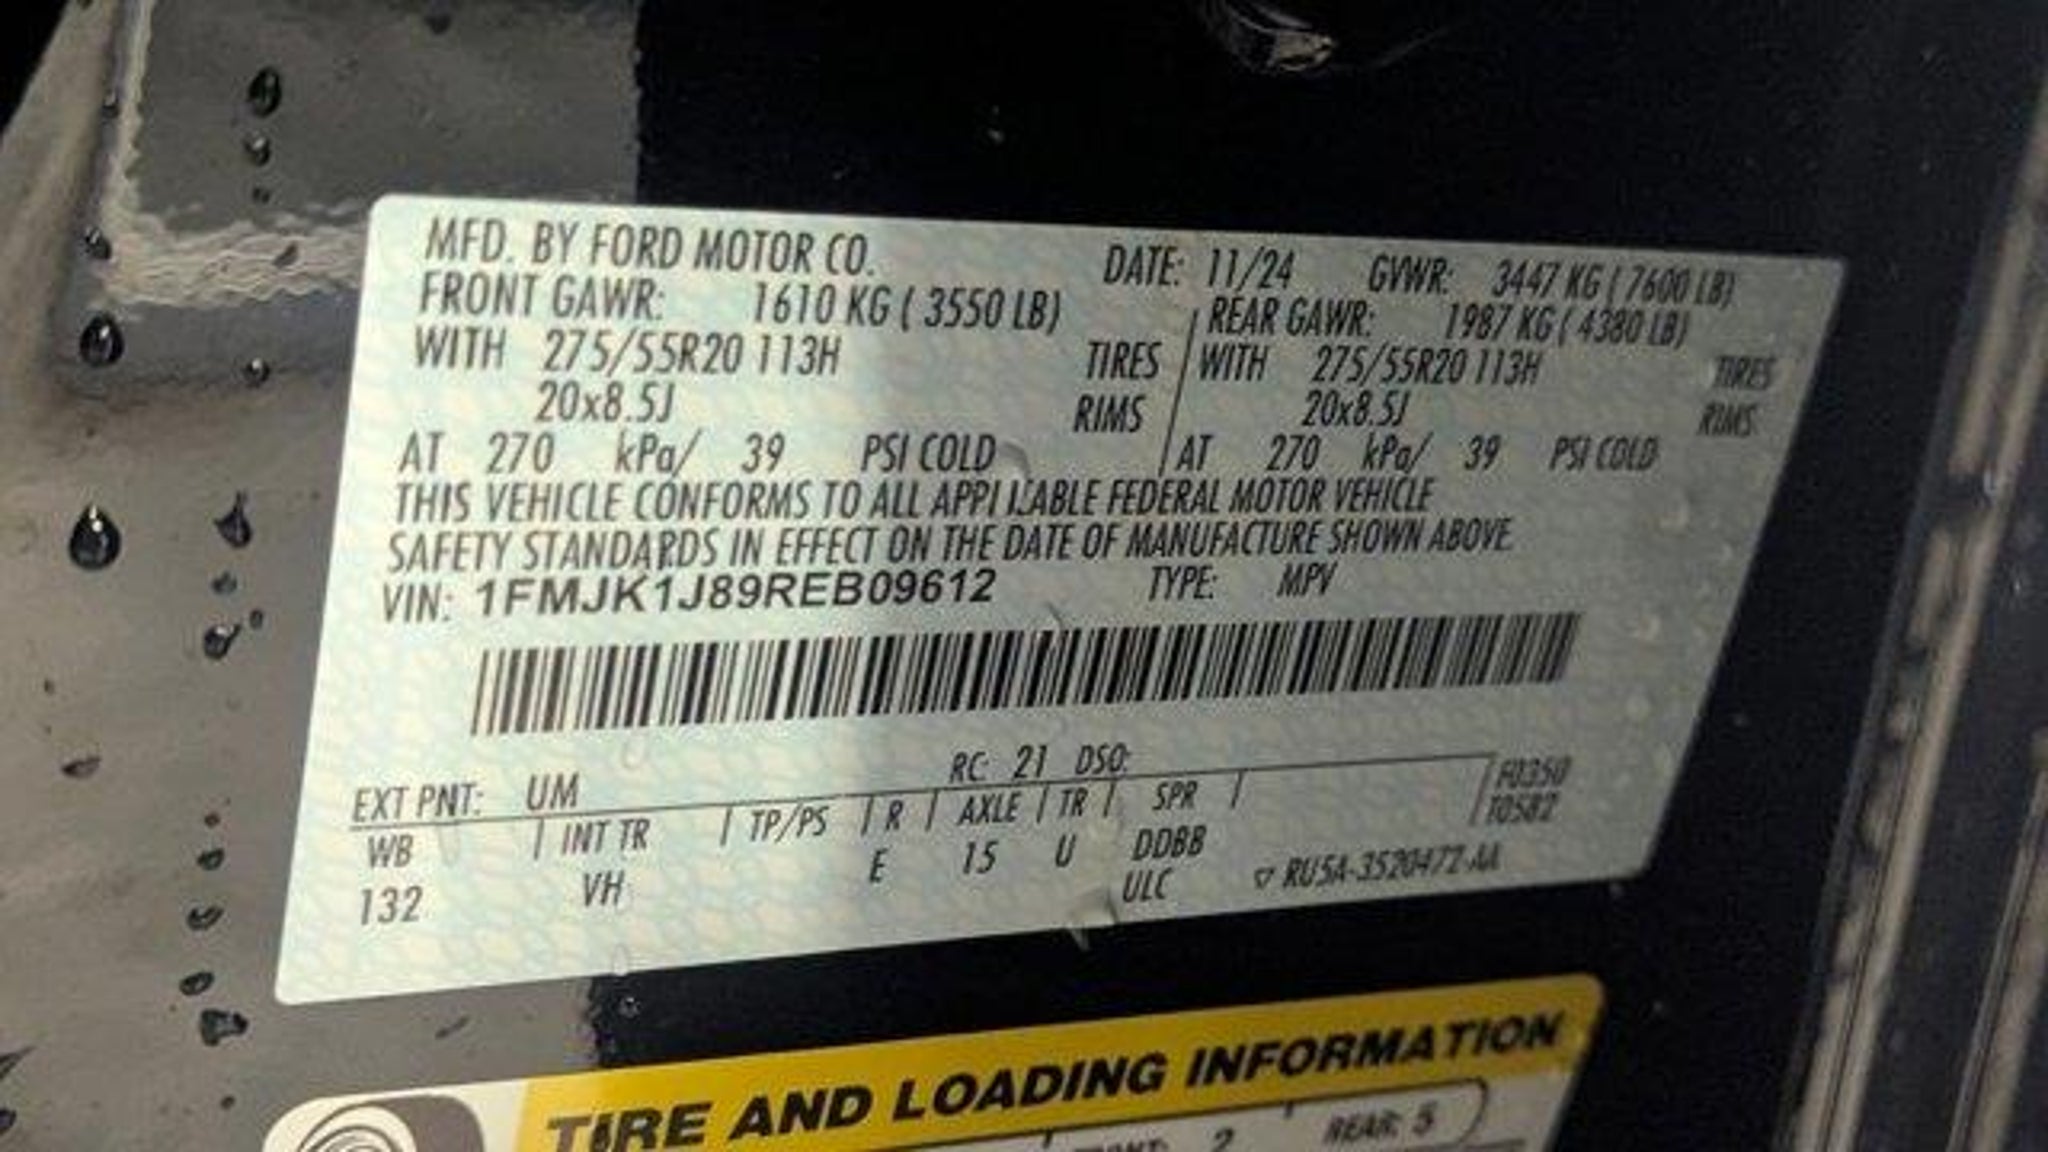 MFD. BY FORD MOTOR CO. DATE: 11/24 GVWR: 3447 KG ( 7600 LB)
FRONT GAWR: 1610 KG ( 3550 LB) REAR GAWR: 1987 KG ( 4380 LB)
WITH 275/55R20 113H TIRES WITH 275/55R20 113H TIRES
20x8.5J RIMS 20x8.5J RIMS
AT 270 kPa/ 39 PSI COLD AT 270 kPa/ 39 PSI COLD
THIS VEHICLE CONFORMS TO ALL APPLICABLE FEDERAL MOTOR VEHICLE
SAFETY STANDARDS IN EFFECT ON THE DATE OF MANUFACTURE SHOWN ABOVE.
VIN: 1FMJK1J89REB09612 TYPE: MPV
RC: 21 DSO:
EXT PNT: UM F0350
WB INT TR TP/PS R AXLE TR SPR T0582
132 VH E 15 U DDBB
ULC ▽ RU5A-3520472-AA
TIRE AND LOADING INFORMATION
2 REAR: 5